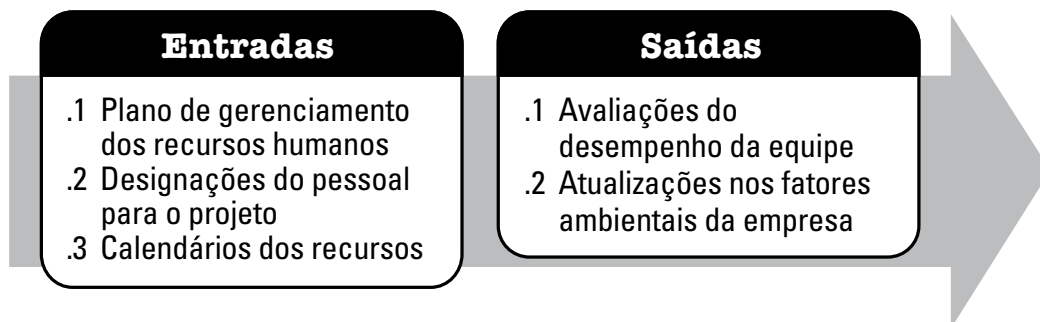 Entradas
.1 Plano de gerenciamento
dos recursos humanos
.2 Designações do pessoal
para o projeto
.3 Calendários dos recursos
Saídas
.1 Avaliações do
desempenho da equipe
.2 Atualizações nos fatores
ambientais da empresa